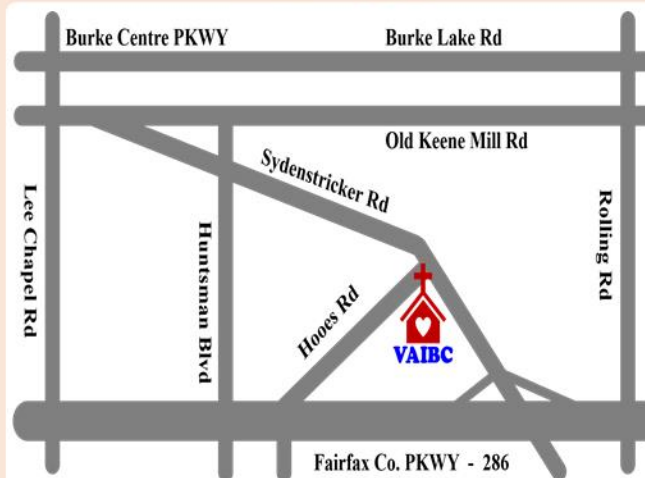 Burke Centre PKWY
Burke Lake Rd
Old Keene Mill Rd
Sydenstricker Rd
Lee Chapel Rd
Huntsman Blvd
Rolling Rd
Hooes Rd
VAIBC
Fairfax Co. PKWY - 286